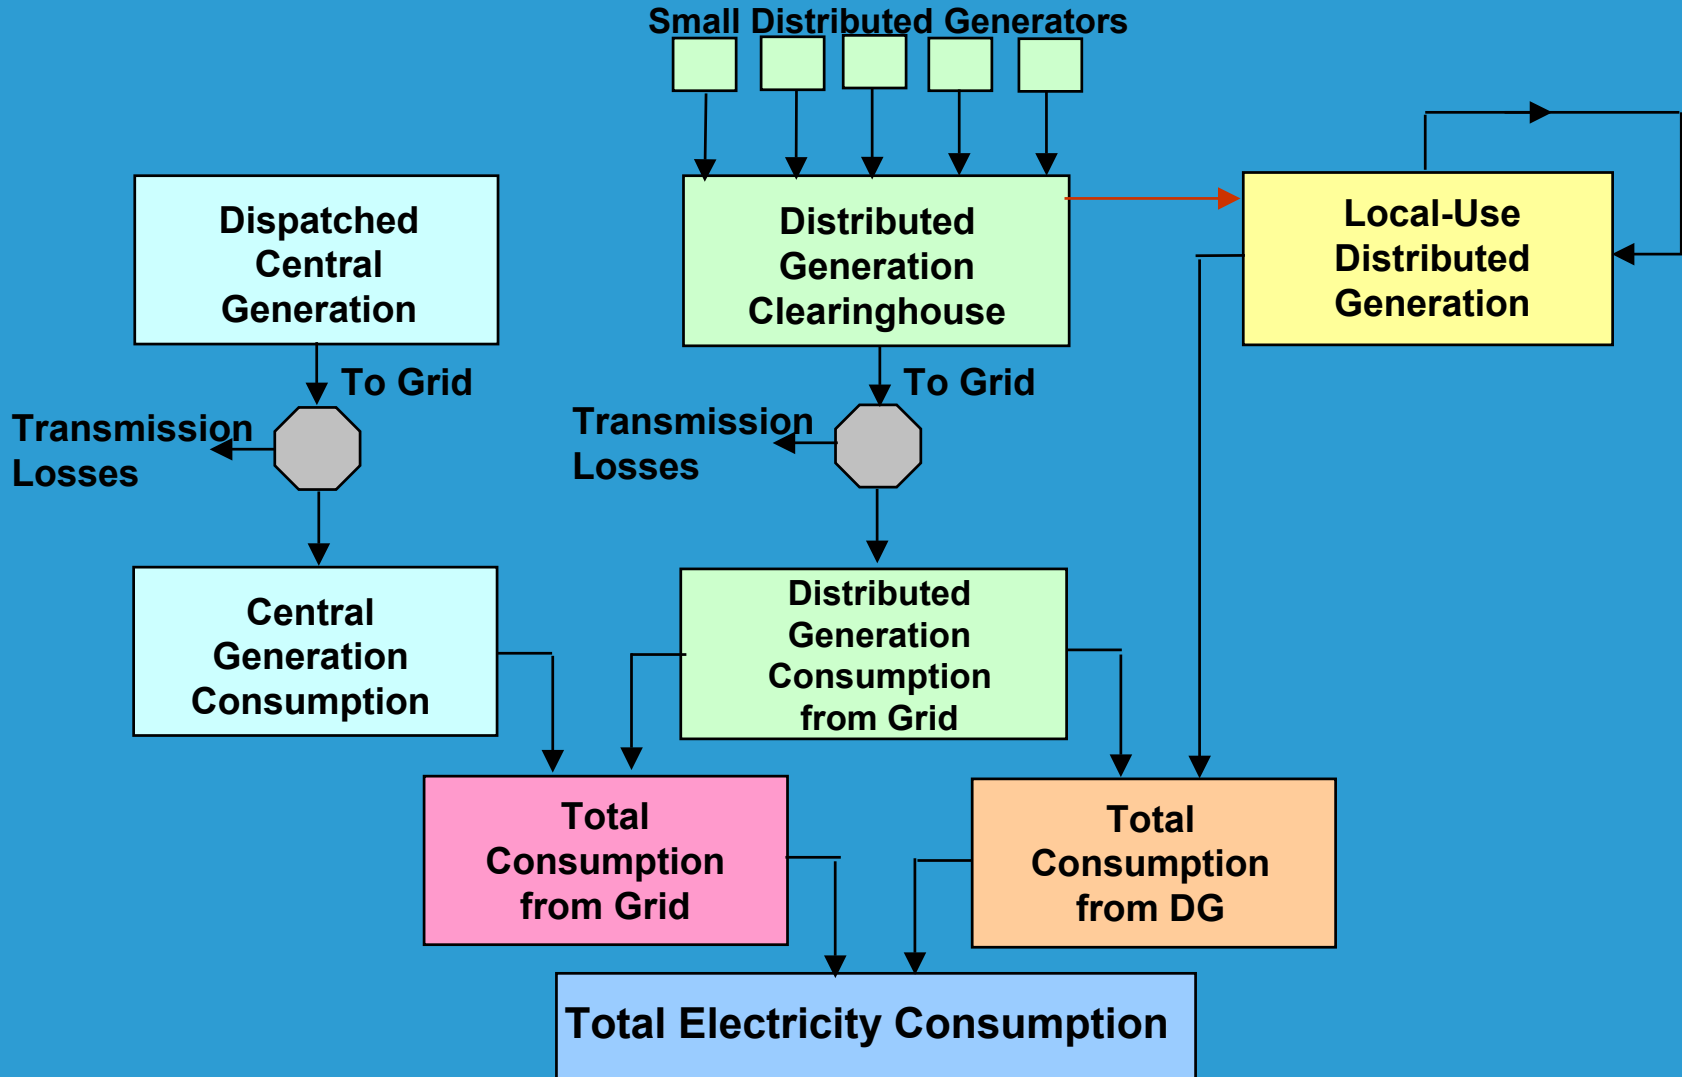 Small Distributed Generators
Dispatched
Central
Generation
Distributed
Generation
Clearinghouse
Local-Use
Distributed
Generation
To Grid
Transmission
Losses
To Grid
Transmission
Losses
Central
Generation
Consumption
Distributed
Generation
Consumption
from Grid
Total
Consumption
from Grid
Total
Consumption
from DG
Total Electricity Consumption